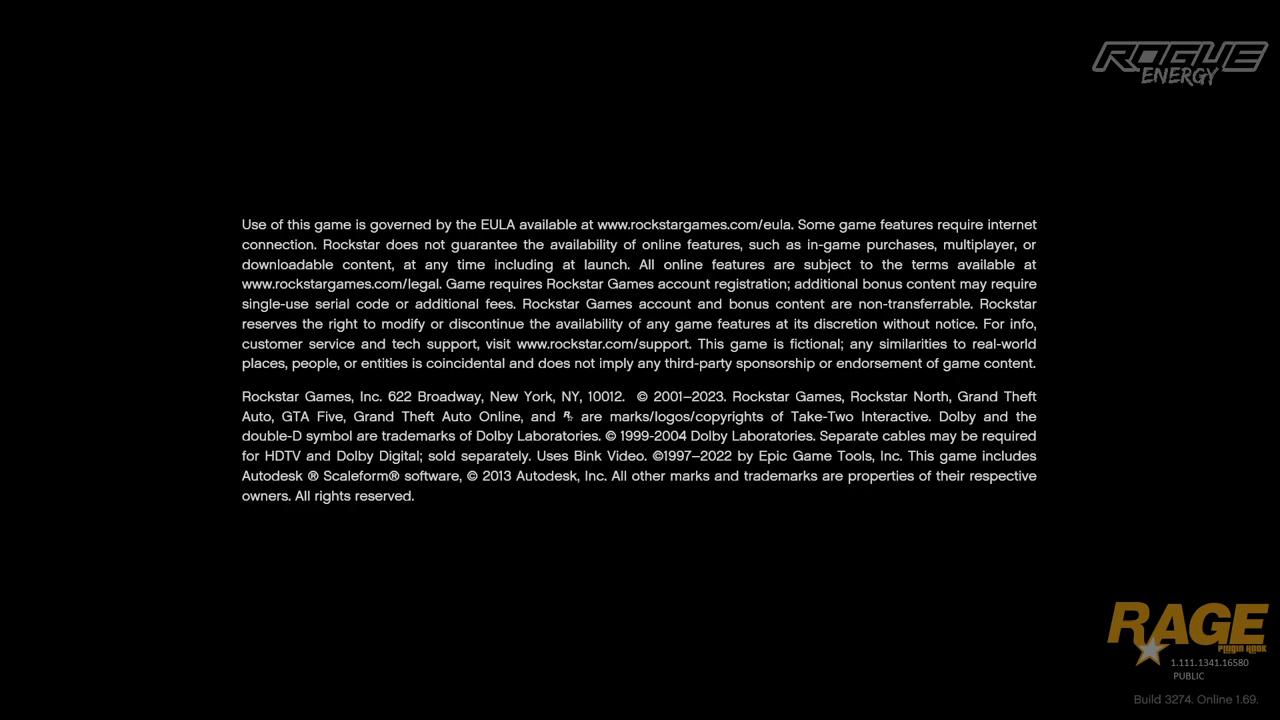 ROGUE
ENERGY
Use of this game is governed by the EULA available at www.rockstargames.com/eula. Some game features require internet
connection. Rockstar does not guarantee the availability of online features, such as in-game purchases, multiplayer, or
downloadable content, at any time including at launch. All online features are subject to the terms available at
www.rockstargames.com/legal. Game requires Rockstar Games account registration; additional bonus content may require
single-use serial code or additional fees. Rockstar Games account and bonus content are non-transferrable. Rockstar
reserves the right to modify or discontinue the availability of any game features at its discretion without notice. For info,
customer service and tech support, visit www.rockstar.com/support. This game is fictional; any similarities to real-world
places, people, or entities is coincidental and does not imply any third-party sponsorship or endorsement of game content.
Rockstar Games, Inc. 622 Broadway, New York, NY, 10012. © 2001–2023. Rockstar Games, Rockstar North, Grand Theft
Auto, GTA Five, Grand Theft Auto Online, and R* are marks/logos/copyrights of Take-Two Interactive. Dolby and the
double-D symbol are trademarks of Dolby Laboratories. © 1999-2004 Dolby Laboratories. Separate cables may be required
for HDTV and Dolby Digital; sold separately. Uses Bink Video. ©1997–2022 by Epic Game Tools, Inc. This game includes
Autodesk ® Scaleform® software, © 2013 Autodesk, Inc. All other marks and trademarks are properties of their respective
owners. All rights reserved.
RAGE
PLUGIN HOOK
1.111.1341.16580
PUBLIC
Build 3274. Online 1.69.